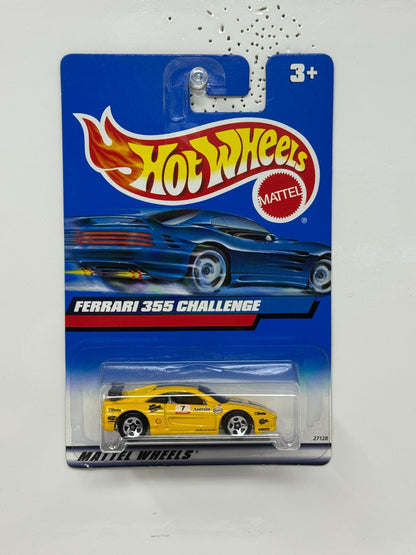 3+
HOT WHEELS
MATTEL
®
FERRARI 355 CHALLENGE
7
27128
MATTEL WHEELS